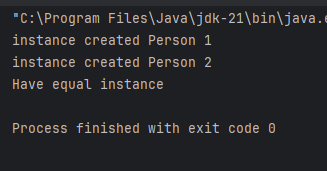 "C:\Program Files\Java\jdk-21\bin\java.e
instance created Person 1
instance created Person 2
Have equal instance
Process finished with exit code 0